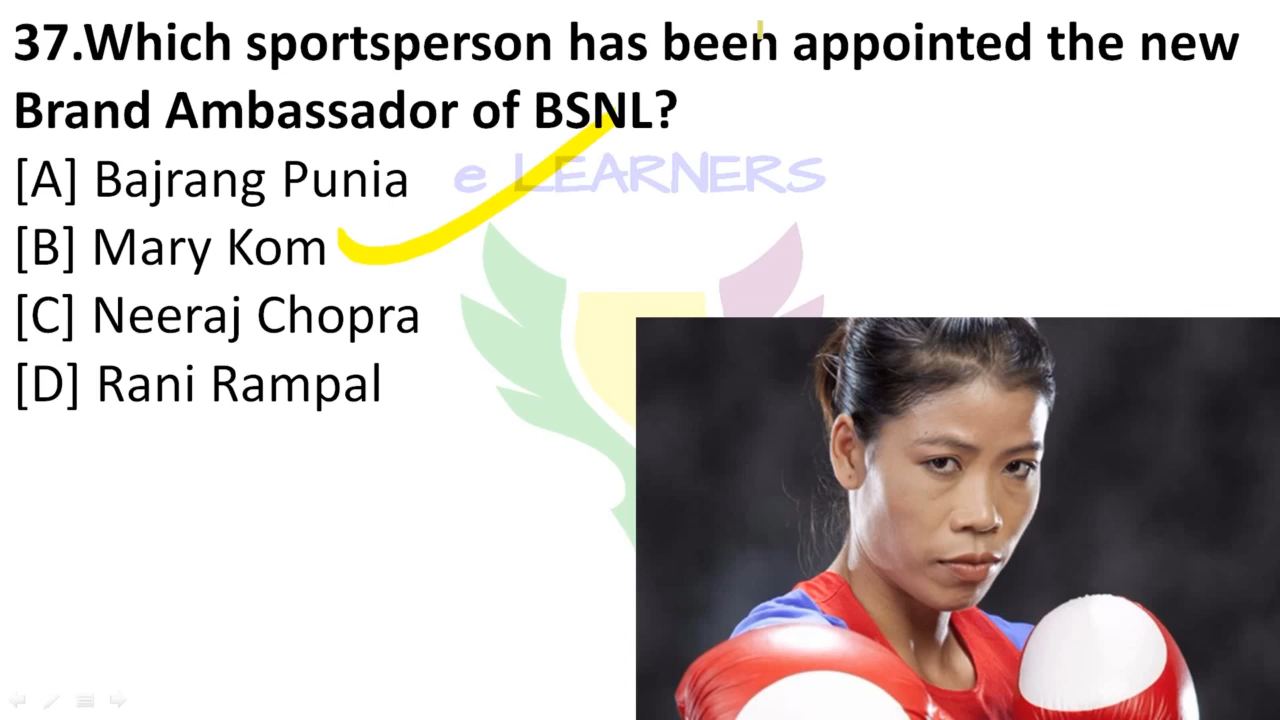 37.Which sportsperson has been appointed the new
Brand Ambassador of BSNL?
e LEARNERS
[A] Bajrang Punia
[B] Mary Kom
[C] Neeraj Chopra
[D] Rani Rampal